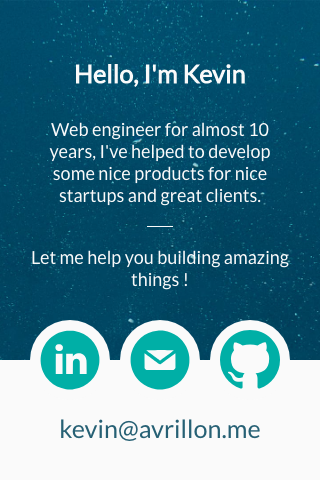 Hello, I'm Kevin
Web engineer for almost 10
years, I've helped to develop
some nice products for nice
startups and great clients.
Let me help you building amazing
things !
in
kevin@avrillon.me